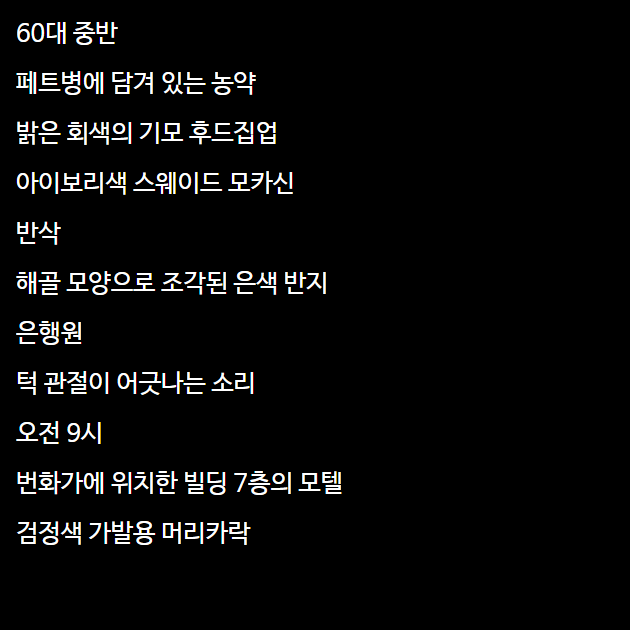 60대 중반
페트병에 담겨 있는 농약
밝은 회색의 기모 후드집업
아이보리색 스웨이드 모카신
반삭
해골 모양으로 조각된 은색 반지
은행원
턱 관절이 어긋나는 소리
오전 9시
번화가에 위치한 빌딩 7층의 모텔
검정색 가발용 머리카락